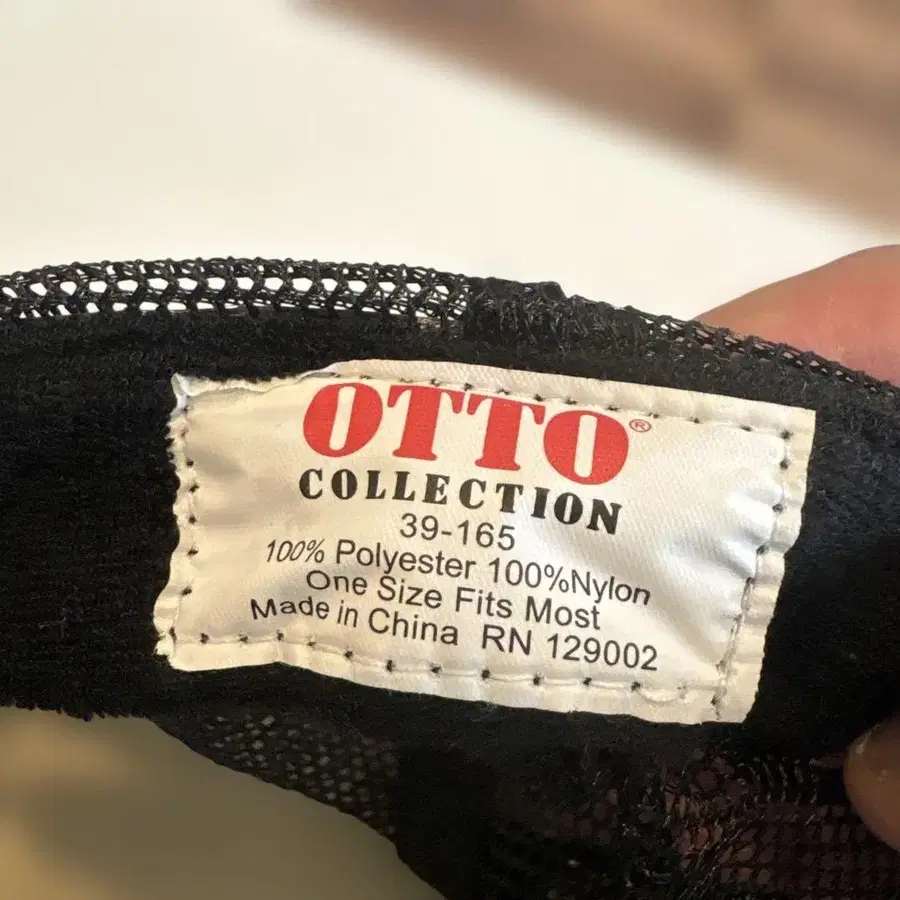 OTTO®
COLLECTION
39-165
100% Polyester 100%Nylon
One Size Fits Most
Made in China RN 129002